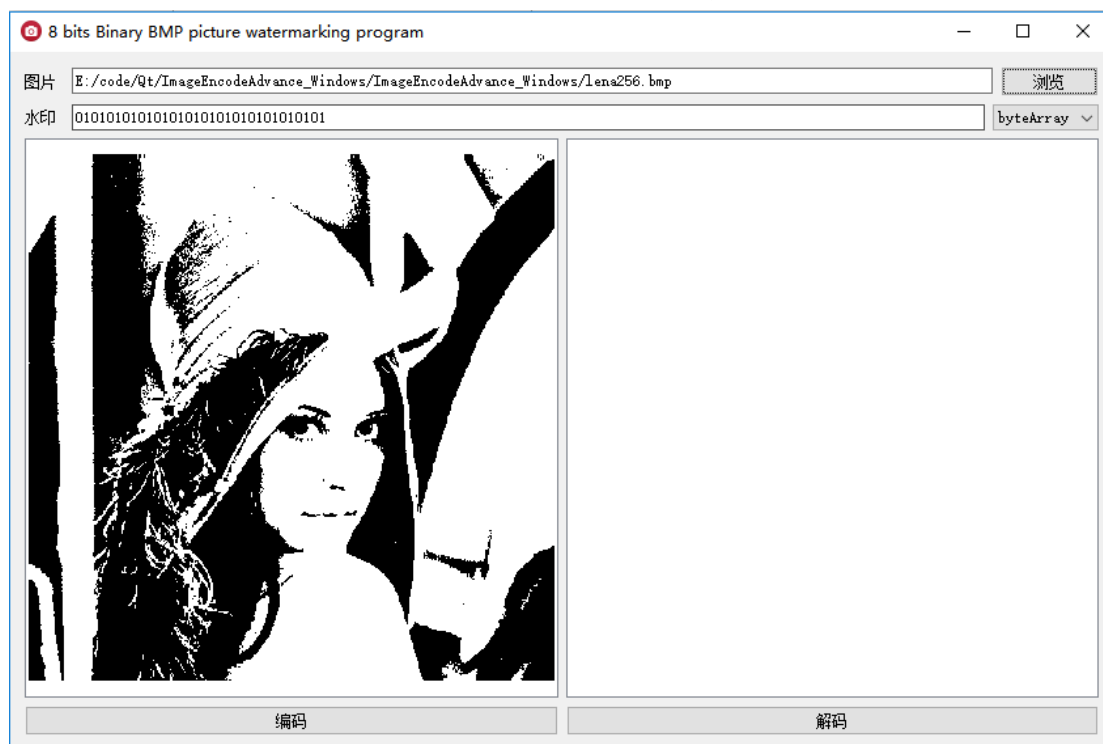 8 bits Binary BMP picture watermarking program
图片 E:/code/Qt/ImageEncodeAdvance_Windows/ImageEncodeAdvance_Windows/lena256.bmp 浏览
水印 01010101010101010101010101010101 byteArray
编码 解码